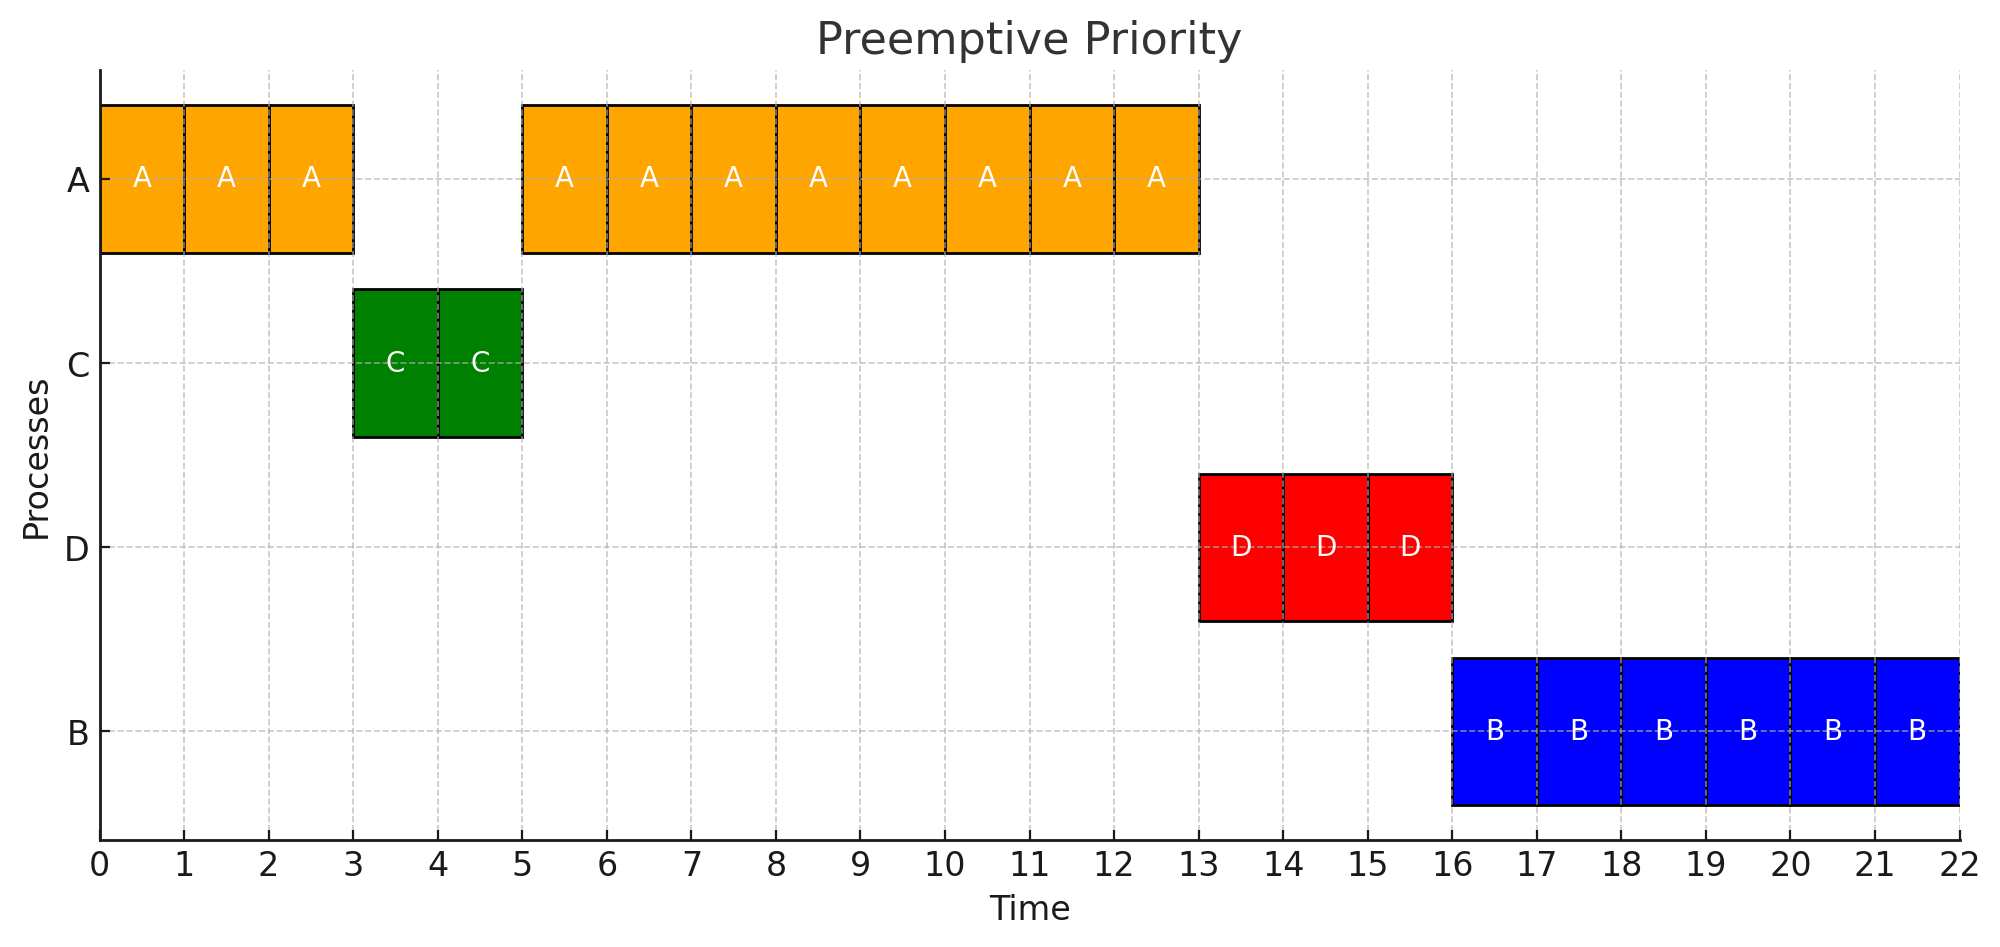 Preemptive Priority
A
A A A A A A A A A A A
C
C C
D
D D D
B
B B B B B B
Processes
0 1 2 3 4 5 6 7 8 9 10 11 12 13 14 15 16 17 18 19 20 21 22
Time